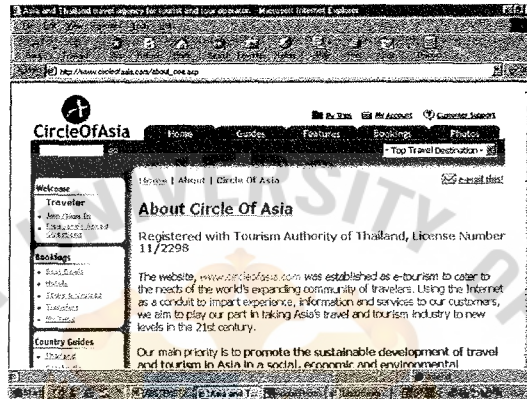 Asia and Thailand travel agency for tourist and tour operator. - Microsoft Internet Explorer
http://www.circleofasia.com/about_coa.asp
My Trips My Account Customer Support
CircleOfAsia
Home Guides Features Bookings Photos
- Top Travel Destination -
Home | About | Circle Of Asia
e-mail this!
Welcome
Traveler
About Circle Of Asia
Registered with Tourism Authority of Thailand, License Number
11/2298
Bookings
Hotels
The website, www.circleofasia.com was established as e-tourism to cater to
the needs of the world's expanding community of travelers. Using the Internet
as a conduit to impart experience, information and services to our customers,
we aim to play our part in taking Asia's travel and tourism industry to new
levels in the 21st century.
Country Guides
Thailand
Our main priority is to promote the sustainable development of travel
and tourism in Asia in a social, economic and environmental
Asia and T...